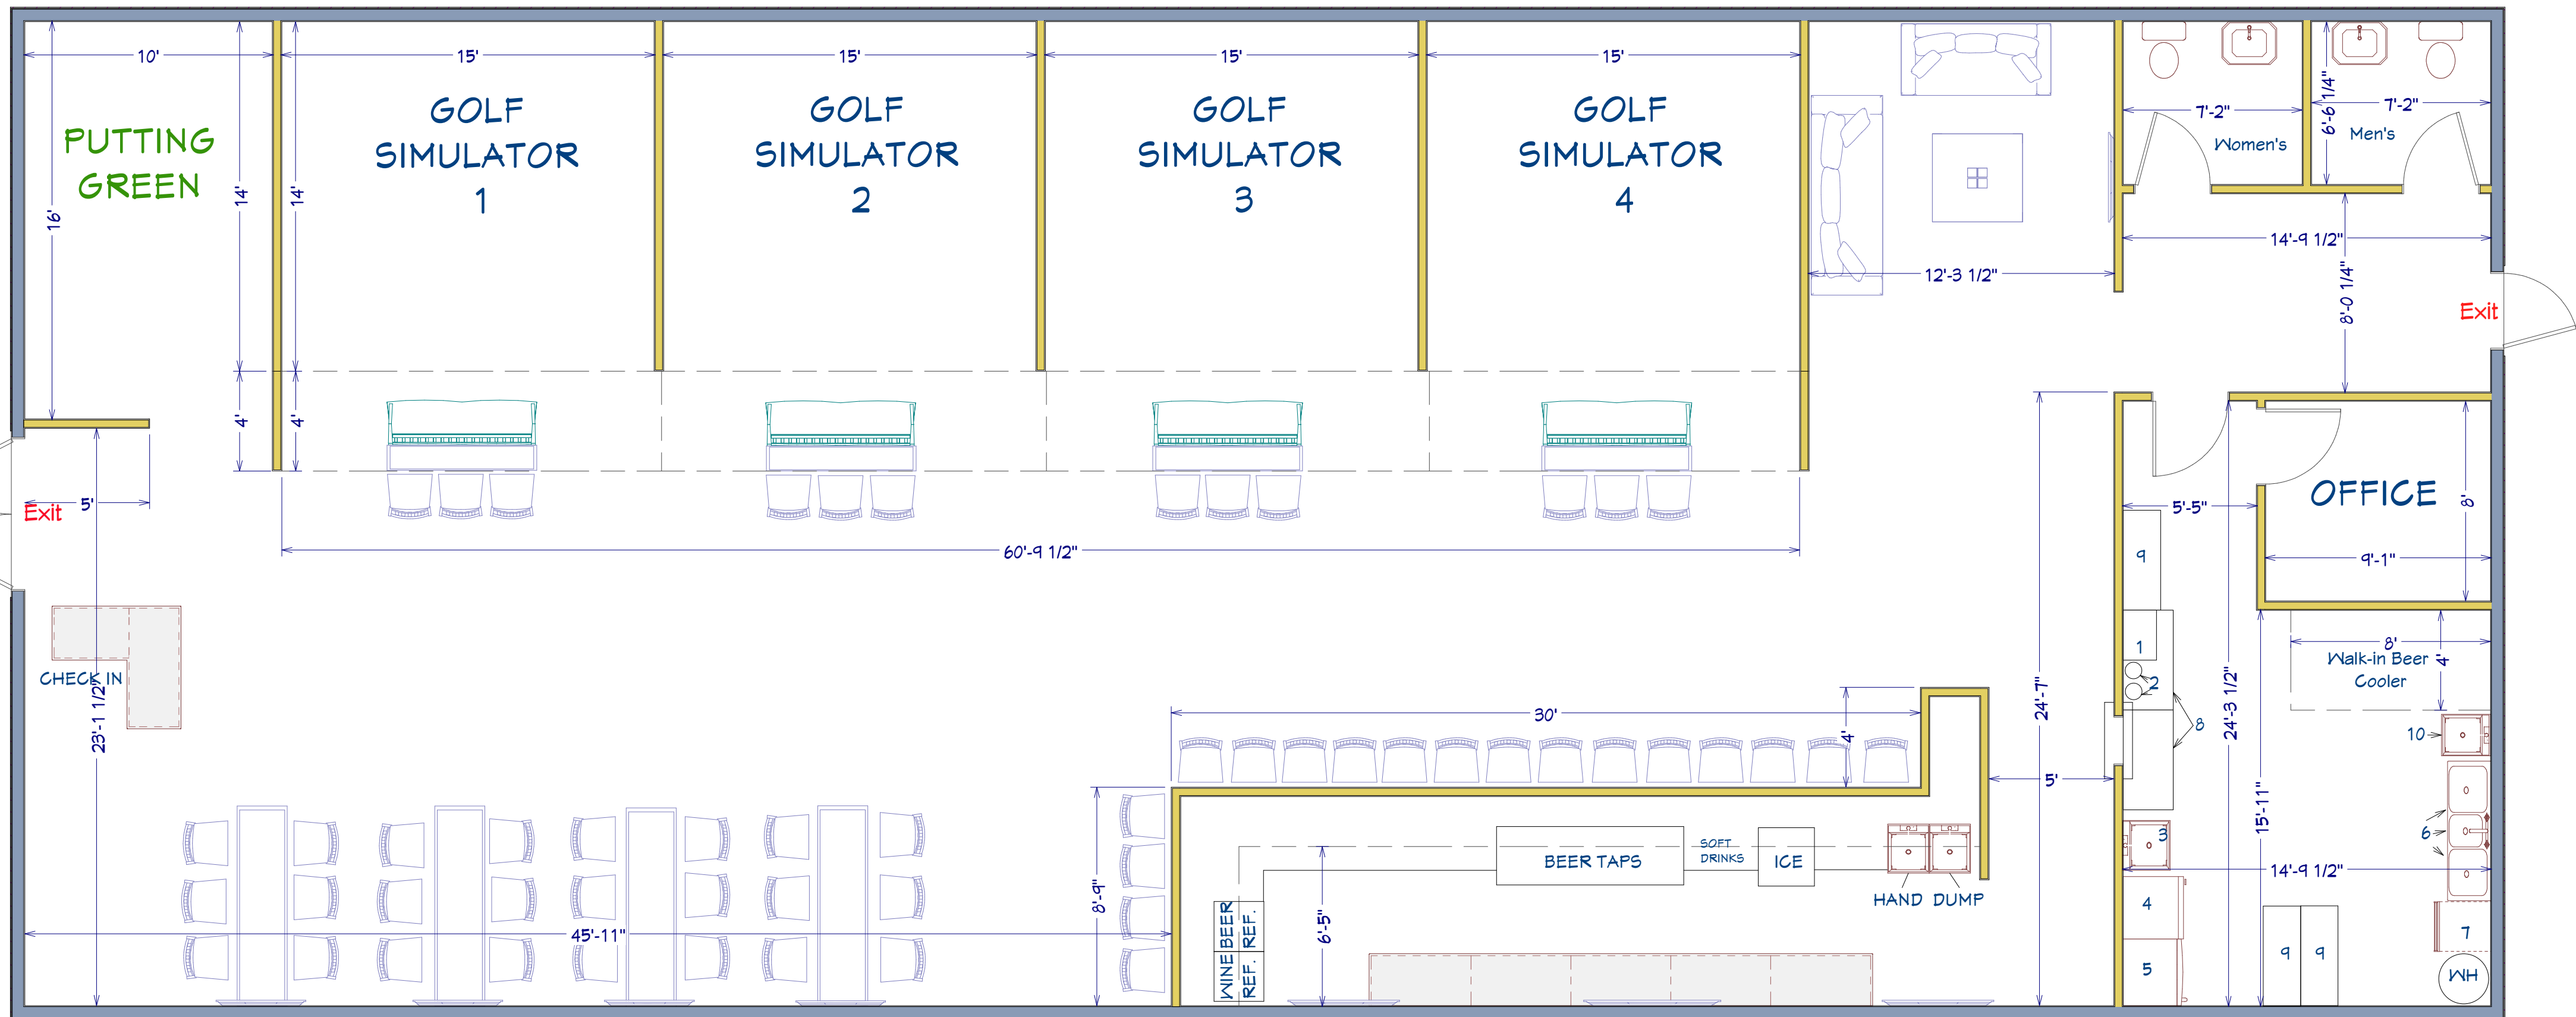 10'
15'
15'
15'
15'
PUTTING
GREEN
16'
14'
14'
4'
4'
GOLF
SIMULATOR
1
GOLF
SIMULATOR
2
GOLF
SIMULATOR
3
GOLF
SIMULATOR
4
12'-3 1/2"
7'-2"
Women's
6'-6 1/4"
7'-2"
Men's
14'-9 1/2"
8'-0 1/4"
Exit
5'
Exit
60'-9 1/2"
OFFICE
8'
5'-5"
9'-1"
9
1
2
8
8'
Walk-in Beer
Cooler
4'
CHECK IN
23'-1 1/2"
24'-7"
24'-3 1/2"
30'
4'
5'
10
15'-11"
6
3
14'-9 1/2"
4
5
7
9
9
WH
45'-11"
8'-9"
BEER TAPS
SOFT
DRINKS
ICE
HAND DUMP
6'-5"
BEER
REF.
WINE
REF.